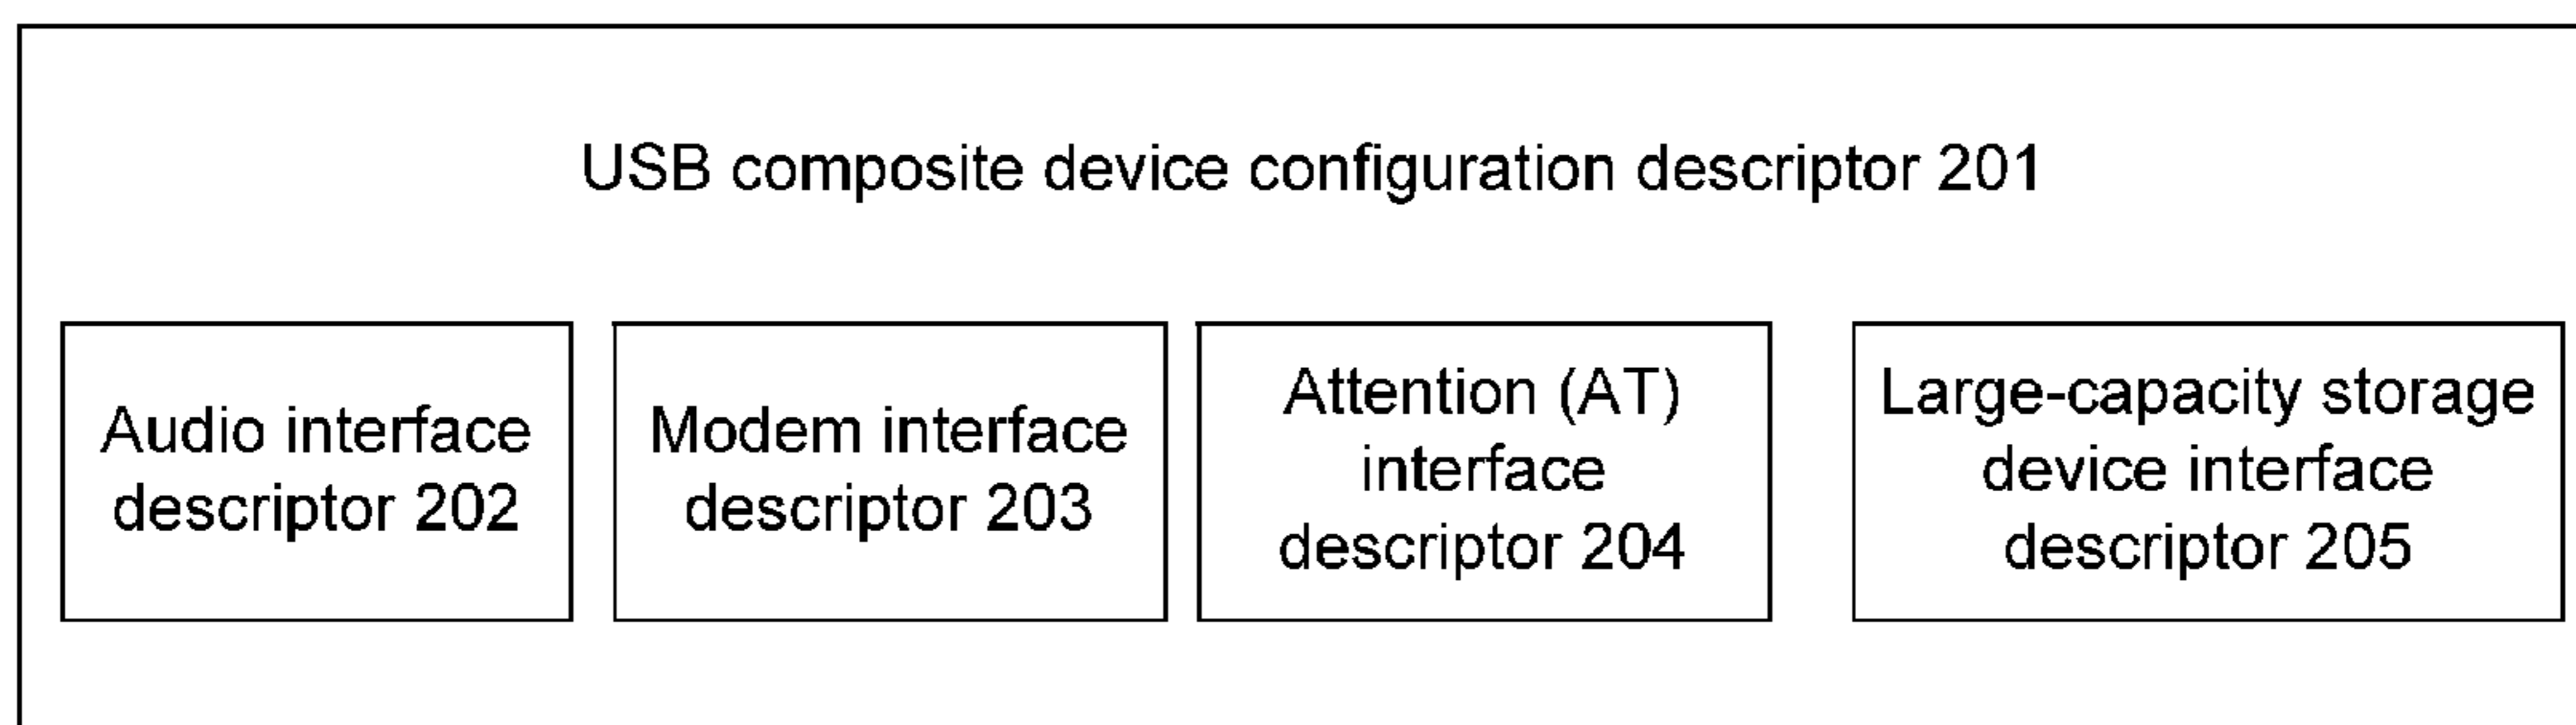 USB composite device configuration descriptor 201
Audio interface
descriptor 202
Modem interface
descriptor 203
Attention (AT)
interface
descriptor 204
Large-capacity storage
device interface
descriptor 205